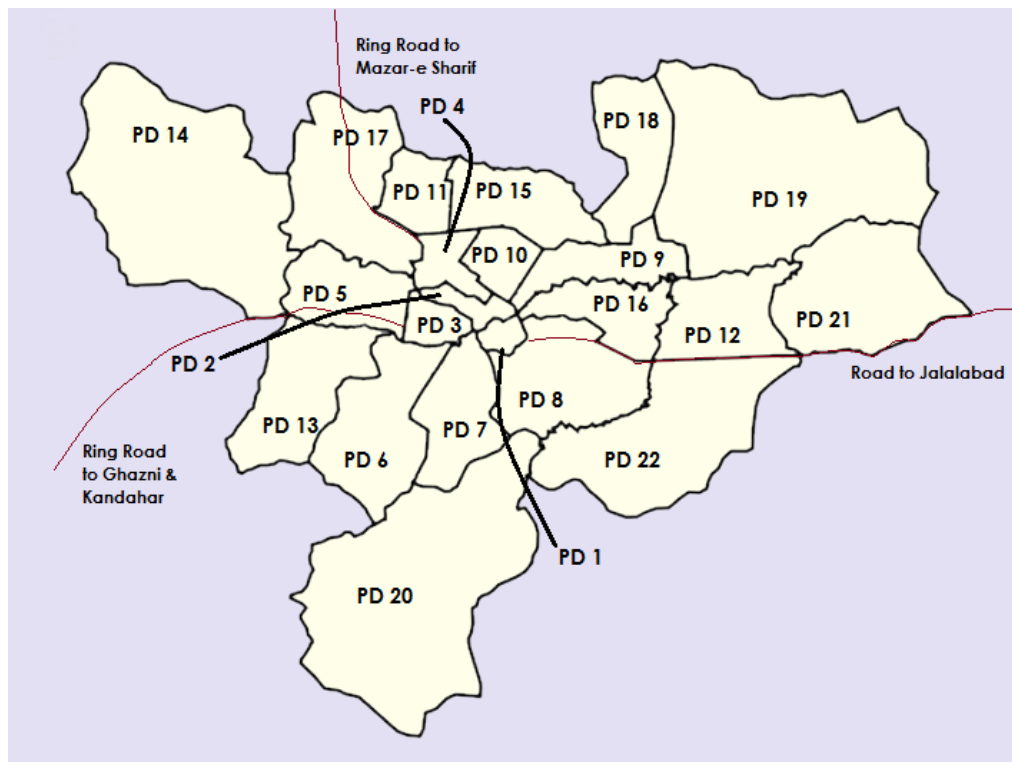 Ring Road to
Mazar-e Sharif
PD 4
PD 14
PD 17
PD 18
PD 11
PD 15
PD 19
PD 10
PD 9
PD 5
PD 16
PD 3
PD 12
PD 21
PD 2
Road to Jalalabad
PD 8
PD 13
PD 7
PD 6
PD 22
Ring Road
to Ghazni &
Kandahar
PD 1
PD 20